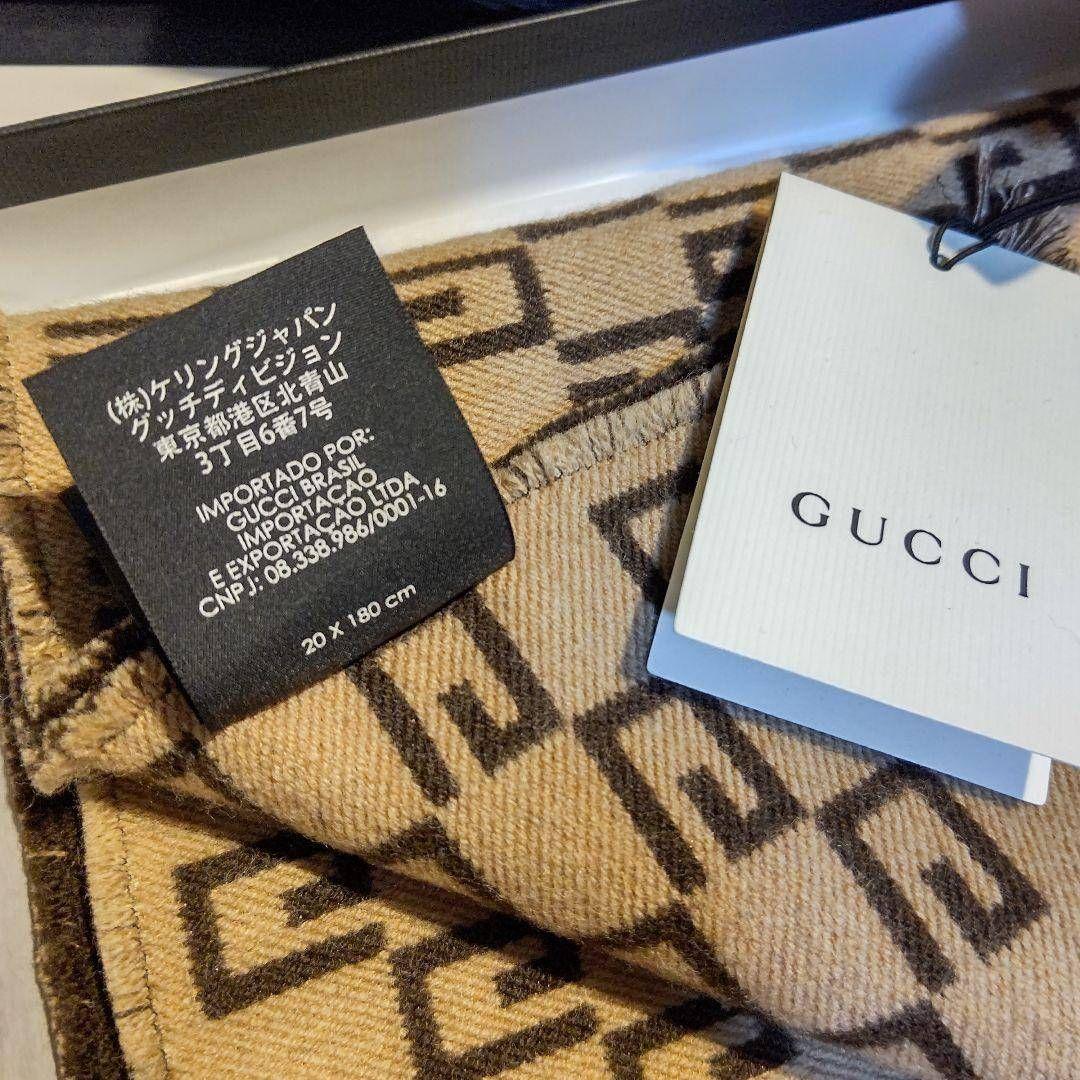 (株)ケリングジャパン
グッチディビジョン
東京都港区北青山
3丁目6番7号
IMPORTADO POR:
GUCCI BRASIL
IMPORTAÇAO
E EXPORTAÇAO LTDA
CNPJ: 08.338.986/0001-16
20 X 180 cm
GUCCI